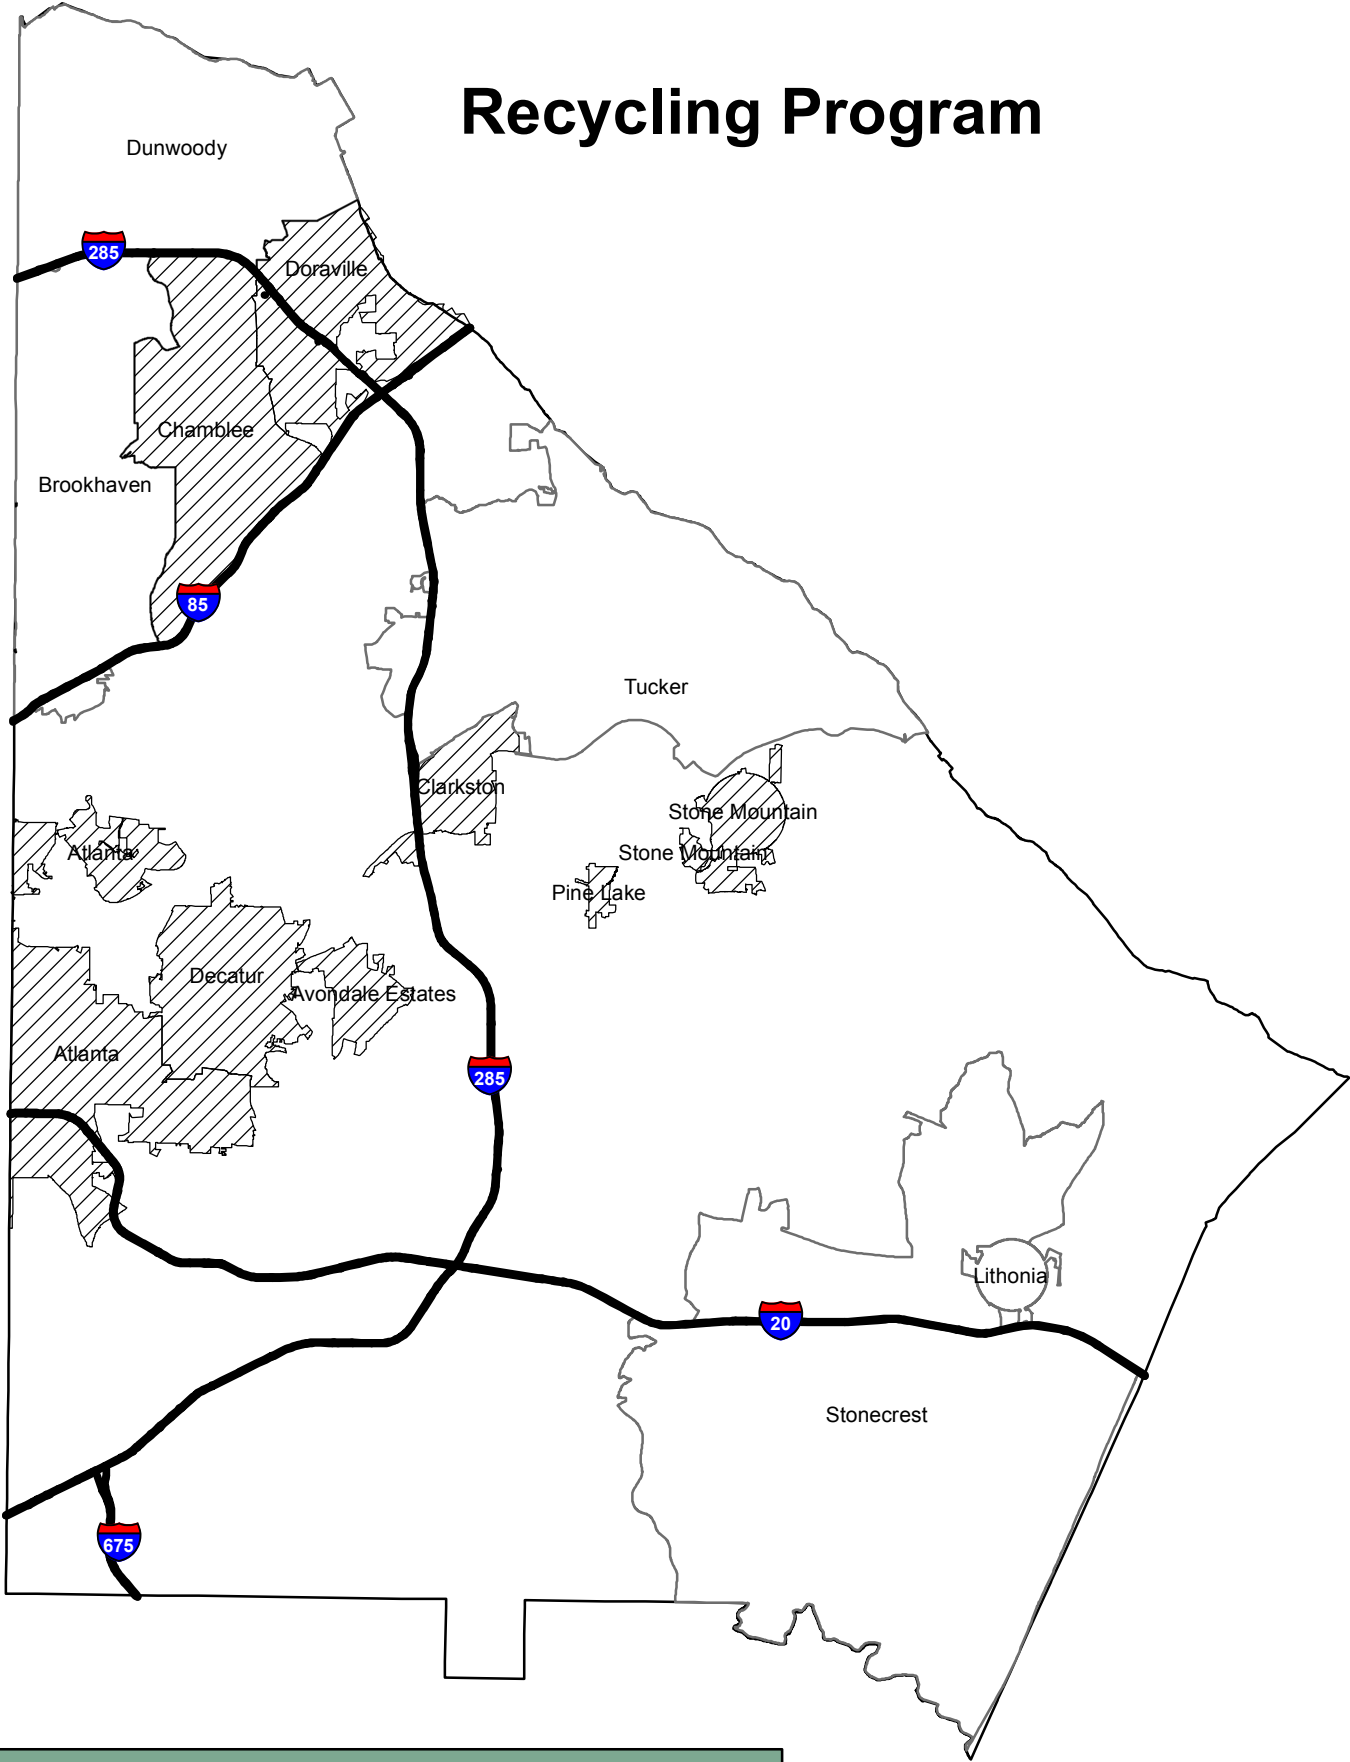 Recycling Program
Dunwoody
285
Doraville
Chamblee
Brookhaven
85
Tucker
Clarkston
Stone Mountain
Atlanta
Stone Mountain
Pine Lake
Decatur
Avondale Estates
Atlanta
285
Lithonia
20
Stonecrest
675